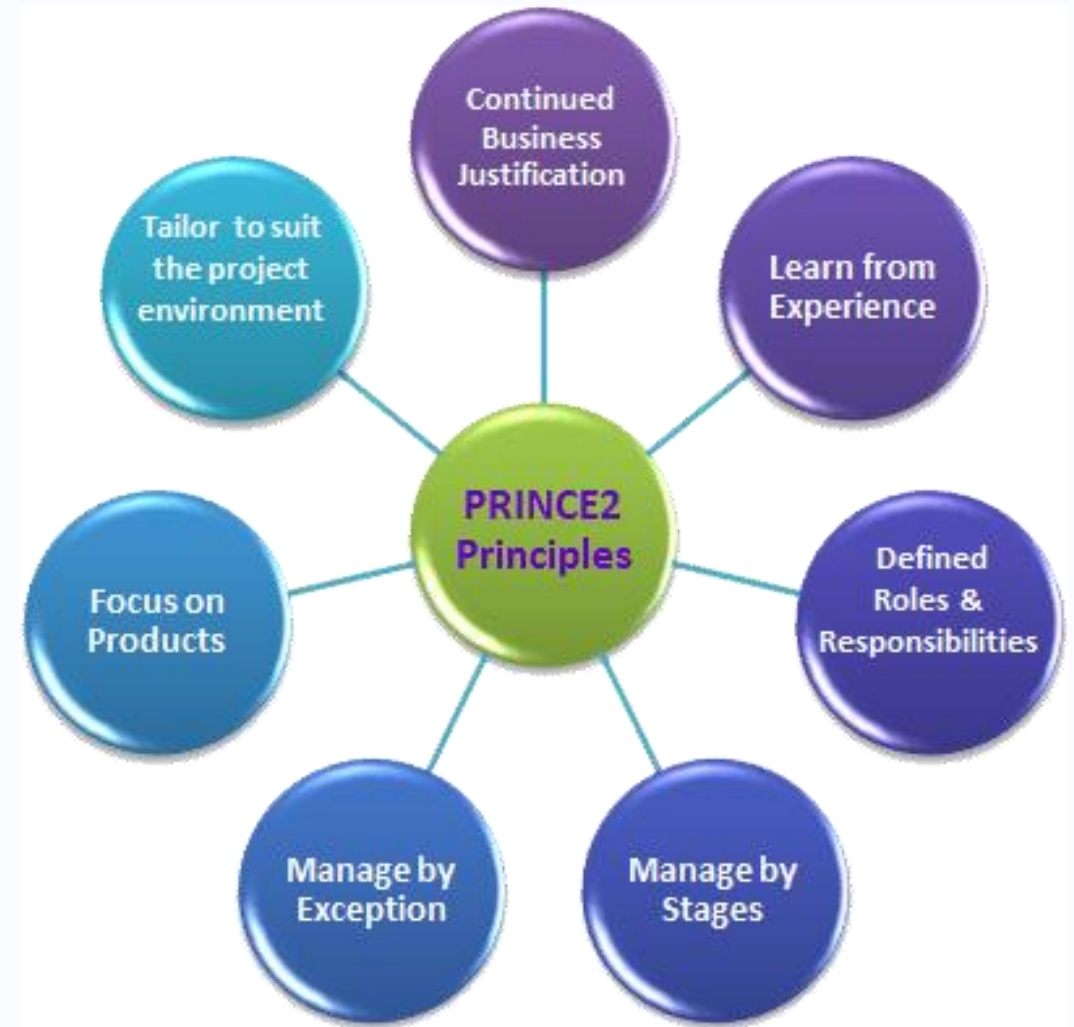 Continued
Business
Justification
Learn from
Experience
Defined
Roles &
Responsibilities
Manage by
Stages
Manage by
Exception
Focus on
Products
Tailor to suit
the project
environment
PRINCE2
Principles